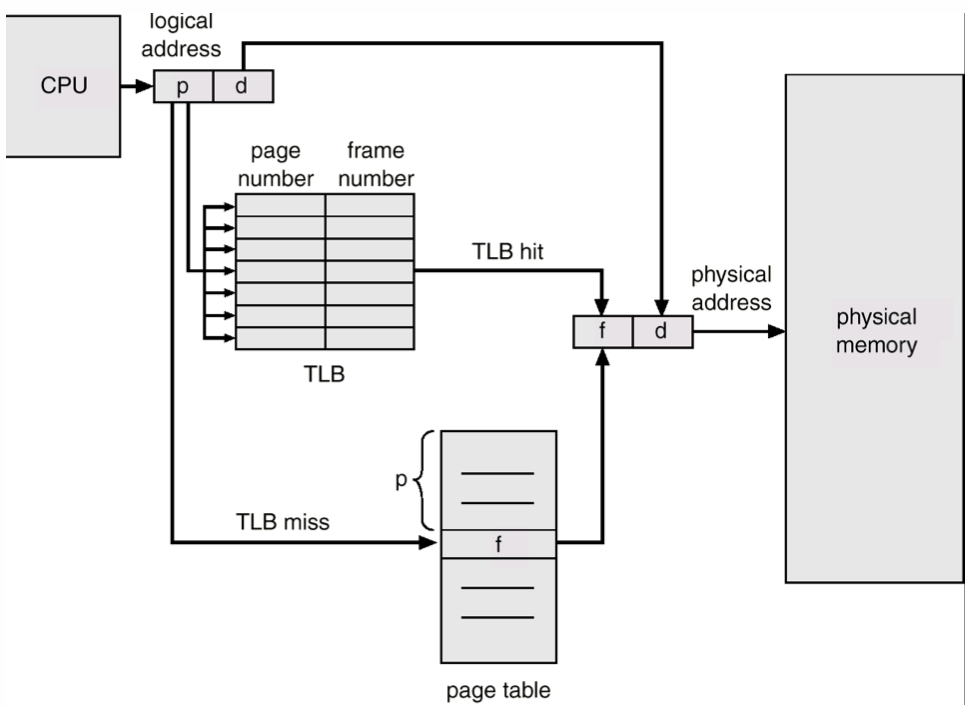 logical
address
CPU
p
d
page
number
frame
number
TLB hit
physical
address
f
d
physical
memory
TLB
p
TLB miss
f
page table